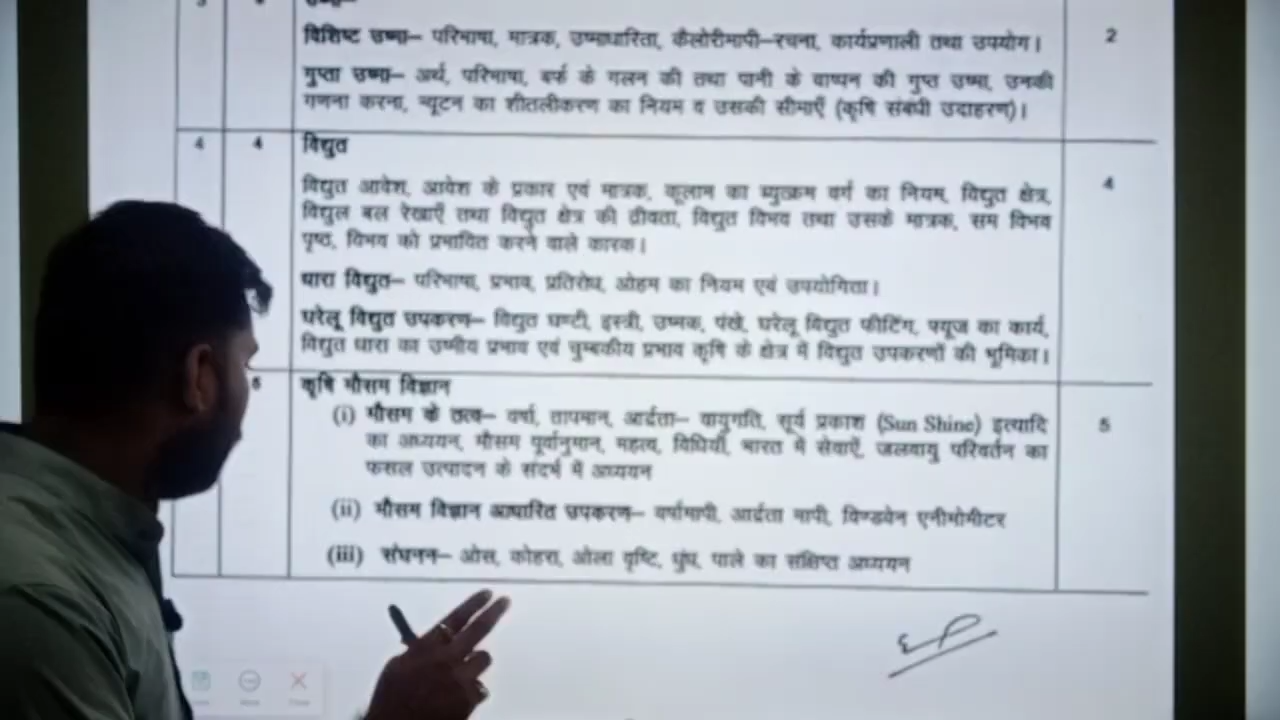 विशिष्ट उष्मा– परिभाषा, मात्रक, उष्माधारिता, कैलोरीमापी–रचना, कार्यप्रणाली तथा उपयोग।
2
गुप्ता उष्मा– अर्थ, परिभाषा, बर्फ के गलन की तथा पानी के वाष्पन की गुप्त उष्मा, उनकी
गणना करना, न्यूटन का शीतलीकरण का नियम व उसकी सीमाएँ (कृषि संबंधी उदाहरण)।
4 4 विद्युत
विद्युत आवेश, आवेश के प्रकार एवं मात्रक, कूलाम का व्युत्क्रम वर्ग का नियम, विद्युत क्षेत्र,
4
विद्युत बल रेखाएँ तथा विद्युत क्षेत्र की तीव्रता, विद्युत विभव तथा उसके मात्रक, सम विभव
पृष्ठ, विभव को प्रभावित करने वाले कारक।
धारा विद्युत– परिभाषा, प्रभाव, प्रतिरोध, ओहम का नियम एवं उपयोगिता।
घरेलू विद्युत उपकरण– विद्युत घण्टी, इस्त्री, उष्मक, पंखे, घरेलू विद्युत फीटिंग, फ्यूज का कार्य,
विद्युत धारा का उष्मीय प्रभाव एवं चुम्बकीय प्रभाव कृषि के क्षेत्र में विद्युत उपकरणों की भूमिका।
कृषि मौसम विज्ञान
(i) मौसम के तत्व– वर्षा, तापमान, आर्द्रता– वायुगति, सूर्य प्रकाश (Sun Shine) इत्यादि
5
का अध्ययन, मौसम पूर्वानुमान, महत्व, विधियाँ, भारत में सेवाएँ, जलवायु परिवर्तन का
फसल उत्पादन के संदर्भ में अध्ययन
(ii) मौसम विज्ञान आधारित उपकरण– वर्षामापी, आर्द्रता मापी, विण्डवेन एनीमोमीटर
(iii) संघनन– ओस, कोहरा, ओला वृष्टि, धुंध, पाले का संक्षिप्त अध्ययन